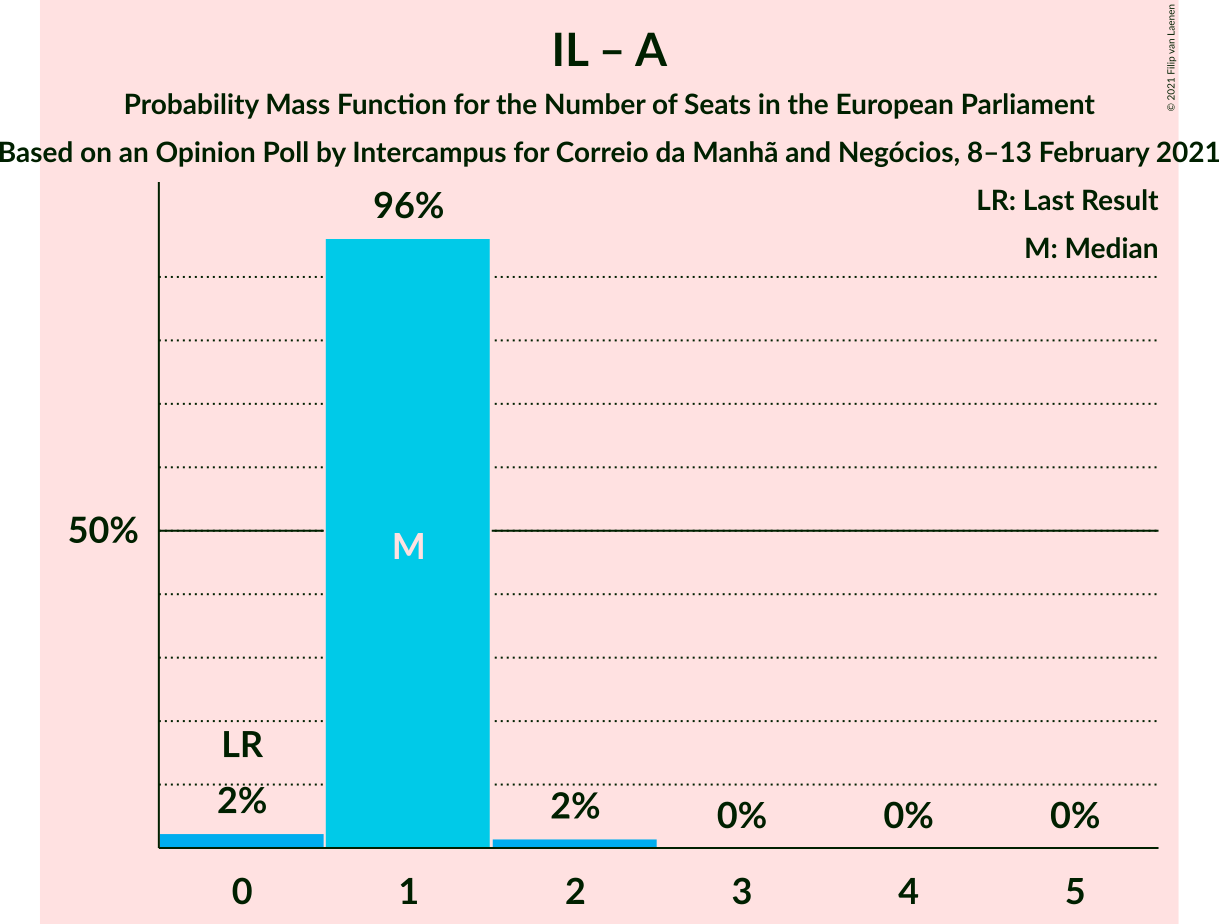 IL – A
Probability Mass Function for the Number of Seats in the European Parliament
Based on an Opinion Poll by Intercampus for Correio da Manhã and Negócios, 8–13 February 2021
© 2021 Filip van Laenen
LR: Last Result
M: Median
96%
50%
M
LR
2%
2%
0%
0%
0%
0 1 2 3 4 5